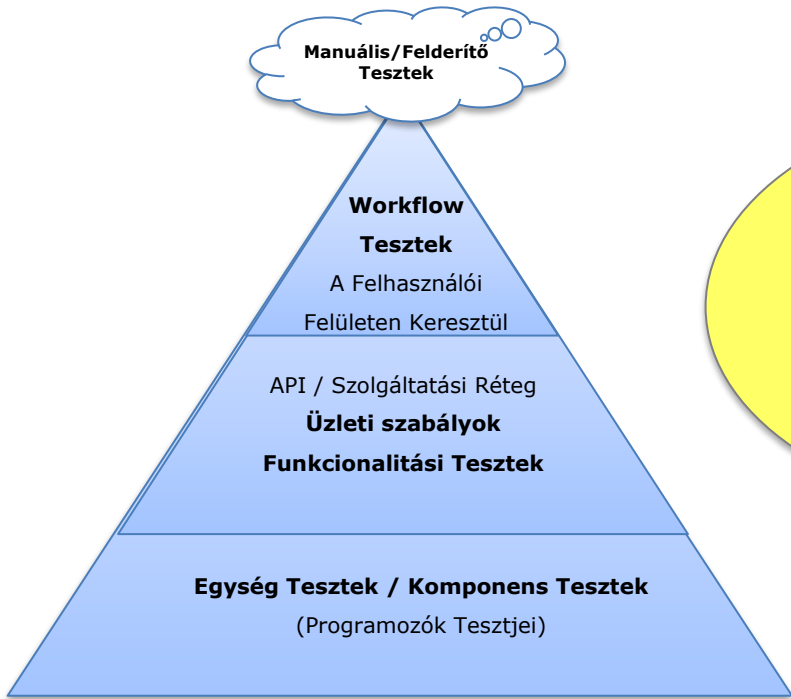 Manuális/Felderítő
Tesztek
Workflow
Tesztek
A Felhasználói
Felületen Keresztül
API / Szolgáltatási Réteg
Üzleti szabályok
Funkcionalitási Tesztek
Egység Tesztek / Komponens Tesztek
(Programozók Tesztjei)